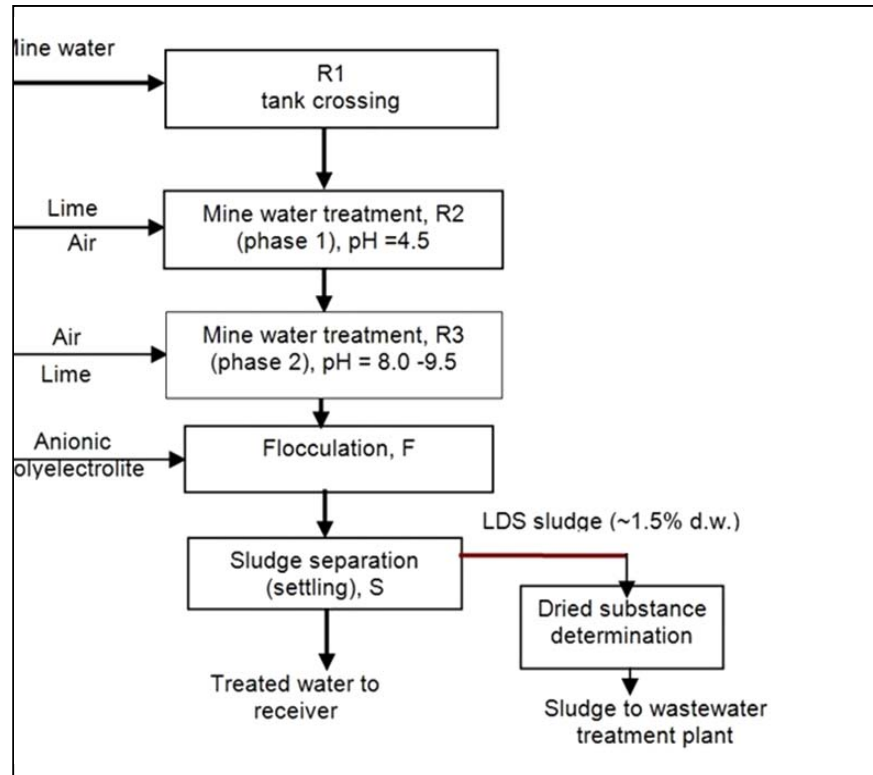 Mine water
R1
tank crossing
Lime
Air
Mine water treatment, R2
(phase 1), pH =4.5
Air
Lime
Mine water treatment, R3
(phase 2), pH = 8.0 -9.5
Anionic
olyelectrolite
Flocculation, F
LDS sludge (~1.5% d.w.)
Sludge separation
(settling), S
Dried substance
determination
Treated water to
receiver
Sludge to wastewater
treatment plant